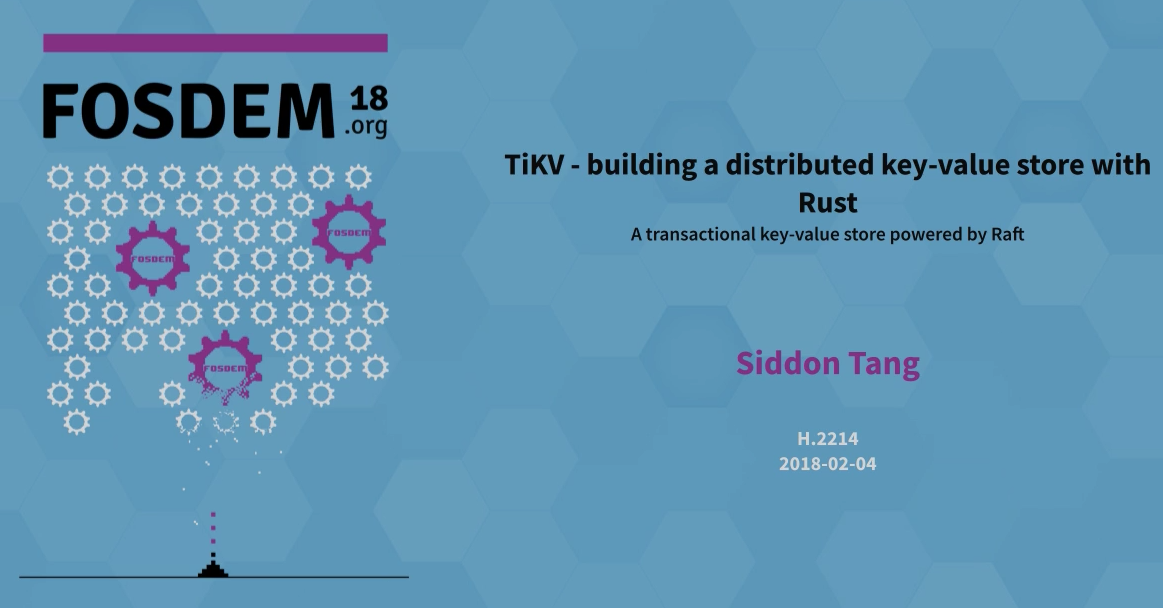 FOSDEM 18
.org
FOSDEM
FOSDEM
FOSDEM
TiKV - building a distributed key-value store with
Rust
A transactional key-value store powered by Raft
Siddon Tang
H.2214
2018-02-04